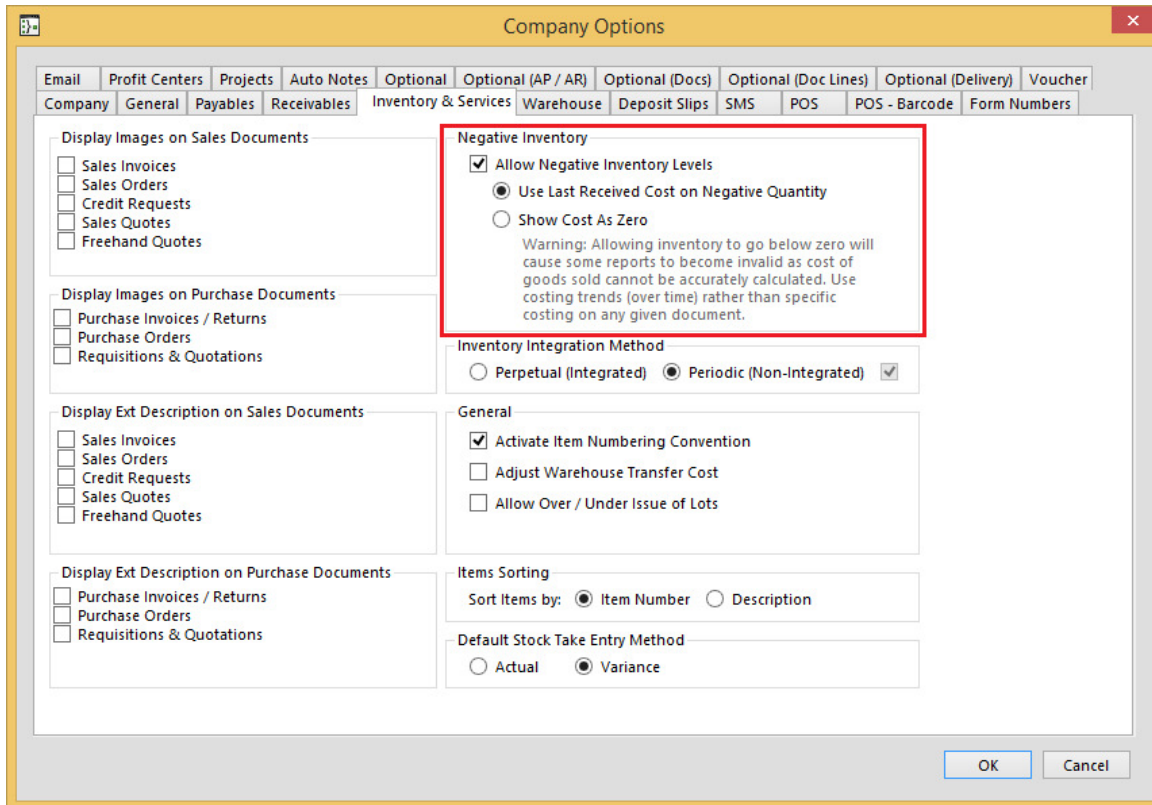 Company Options
Email Profit Centers Projects Auto Notes Optional Optional (AP / AR) Optional (Docs) Optional (Doc Lines) Optional (Delivery) Voucher
Company General Payables Receivables Inventory & Services Warehouse Deposit Slips SMS POS POS - Barcode Form Numbers
Display Images on Sales Documents
Sales Invoices
Sales Orders
Credit Requests
Sales Quotes
Freehand Quotes
Display Images on Purchase Documents
Purchase Invoices / Returns
Purchase Orders
Requisitions & Quotations
Display Ext Description on Sales Documents
Sales Invoices
Sales Orders
Credit Requests
Sales Quotes
Freehand Quotes
Display Ext Description on Purchase Documents
Purchase Invoices / Returns
Purchase Orders
Requisitions & Quotations
Negative Inventory
Allow Negative Inventory Levels
Use Last Received Cost on Negative Quantity
Show Cost As Zero
Warning: Allowing inventory to go below zero will
cause some reports to become invalid as cost of
goods sold cannot be accurately calculated. Use
costing trends (over time) rather than specific
costing on any given document.
Inventory Integration Method
Perpetual (Integrated) Periodic (Non-Integrated)
General
Activate Item Numbering Convention
Adjust Warehouse Transfer Cost
Allow Over / Under Issue of Lots
Items Sorting
Sort Items by: Item Number Description
Default Stock Take Entry Method
Actual Variance
OK Cancel